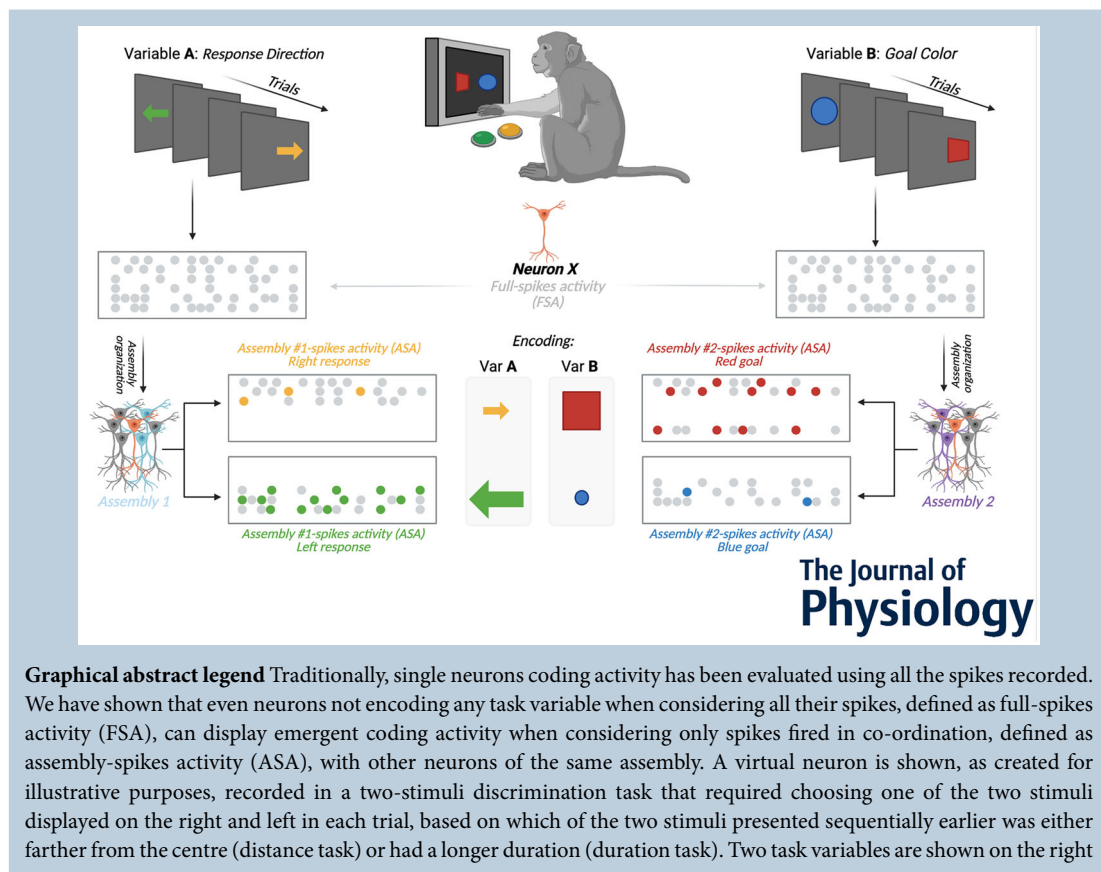 Variable A: Response Direction
Variable B: Goal Color
Trials
Trials
Neuron X
Full-spikes activity
(FSA)
Assembly
organization
Assembly
organization
Assembly #1-spikes activity (ASA)
Right response
Encoding:
Var A
Var B
Assembly #2-spikes activity (ASA)
Red goal
Assembly 1
Assembly 2
Assembly #1-spikes activity (ASA)
Left response
Assembly #2-spikes activity (ASA)
Blue goal
The Journal of
Physiology
Graphical abstract legend Traditionally, single neurons coding activity has been evaluated using all the spikes recorded.
We have shown that even neurons not encoding any task variable when considering all their spikes, defined as full-spikes
activity (FSA), can display emergent coding activity when considering only spikes fired in co-ordination, defined as
assembly-spikes activity (ASA), with other neurons of the same assembly. A virtual neuron is shown, as created for
illustrative purposes, recorded in a two-stimuli discrimination task that required choosing one of the two stimuli
displayed on the right and left in each trial, based on which of the two stimuli presented sequentially earlier was either
farther from the centre (distance task) or had a longer duration (duration task). Two task variables are shown on the right